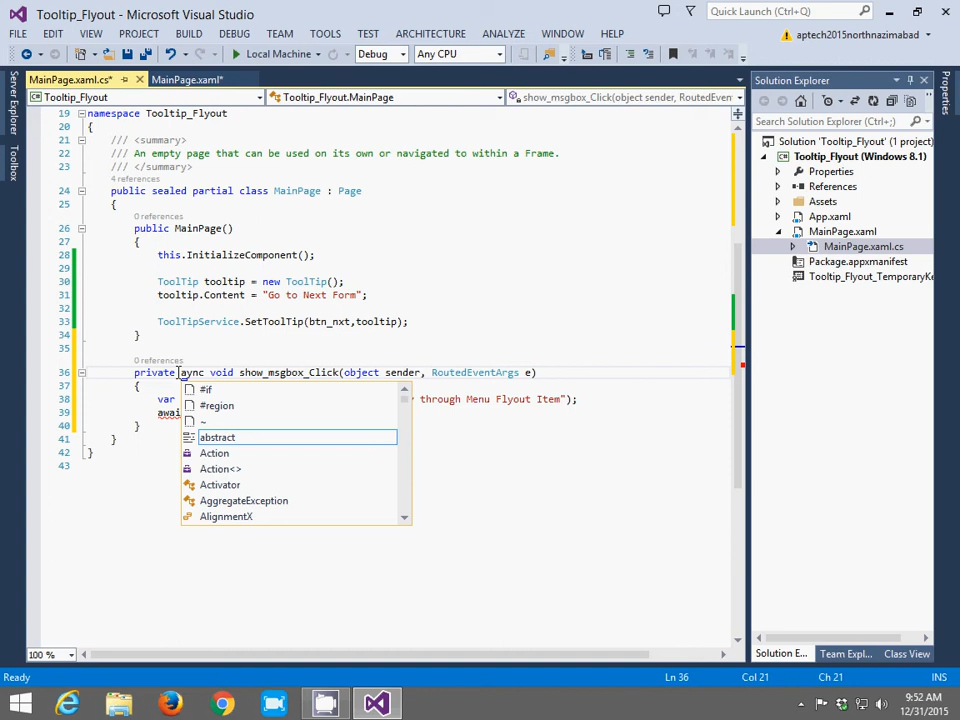 Tooltip_Flyout - Microsoft Visual Studio
Quick Launch (Ctrl+Q)
FILE EDIT VIEW PROJECT BUILD DEBUG TEAM TOOLS TEST ARCHITECTURE ANALYZE WINDOW HELP
aptech2015northnazimabad
Local Machine Debug Any CPU
Server Explorer
Toolbox
MainPage.xaml.cs* MainPage.xaml*
Tooltip_Flyout Tooltip_Flyout.MainPage show_msgbox_Click(object sender, RoutedEven
19 namespace Tooltip_Flyout
20 {
21 /// <summary>
22 /// An empty page that can be used on its own or navigated to within a Frame.
23 /// </summary>
4 references
24 public sealed partial class MainPage : Page
25 {
0 references
26 public MainPage()
27 {
28 this.InitializeComponent();
29
30 ToolTip tooltip = new ToolTip();
31 tooltip.Content = "Go to Next Form";
32
33 ToolTipService.SetToolTip(btn_nxt,tooltip);
34 }
35
0 references
36 private ync void show_msgbox_Click(object sender, RoutedEventArgs e)
37 {
38 var y through Menu Flyout Item");
39 awai
40 }
41 }
42 }
43
#if
#region
~
abstract
Action
Action<>
Activator
AggregateException
AlignmentX
100 %
Solution Explorer
Search Solution Explorer (Ctrl+;)
Solution 'Tooltip_Flyout' (1 project)
Tooltip_Flyout (Windows 8.1)
Properties
References
Assets
App.xaml
MainPage.xaml
MainPage.xaml.cs
Package.appxmanifest
Tooltip_Flyout_TemporaryKe
Solution E... Team Expl... Class View
Properties
Ready Ln 36 Col 21 Ch 21 INS
9:52 AM
12/31/2015